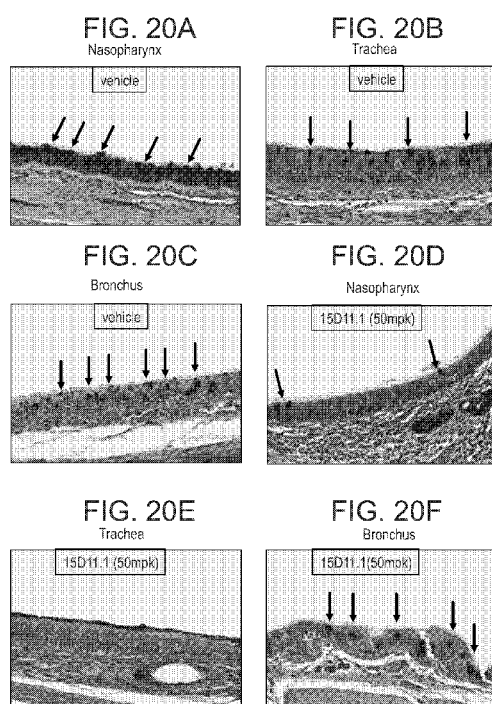 FIG. 20A
Nasopharynx
vehicle
FIG. 20B
Trachea
vehicle
FIG. 20C
Bronchus
vehicle
FIG. 20D
Nasopharynx
15D11.1 (50mpk)
FIG. 20E
Trachea
15D11.1 (50mpk)
FIG. 20F
Bronchus
15D11.1(50mpk)